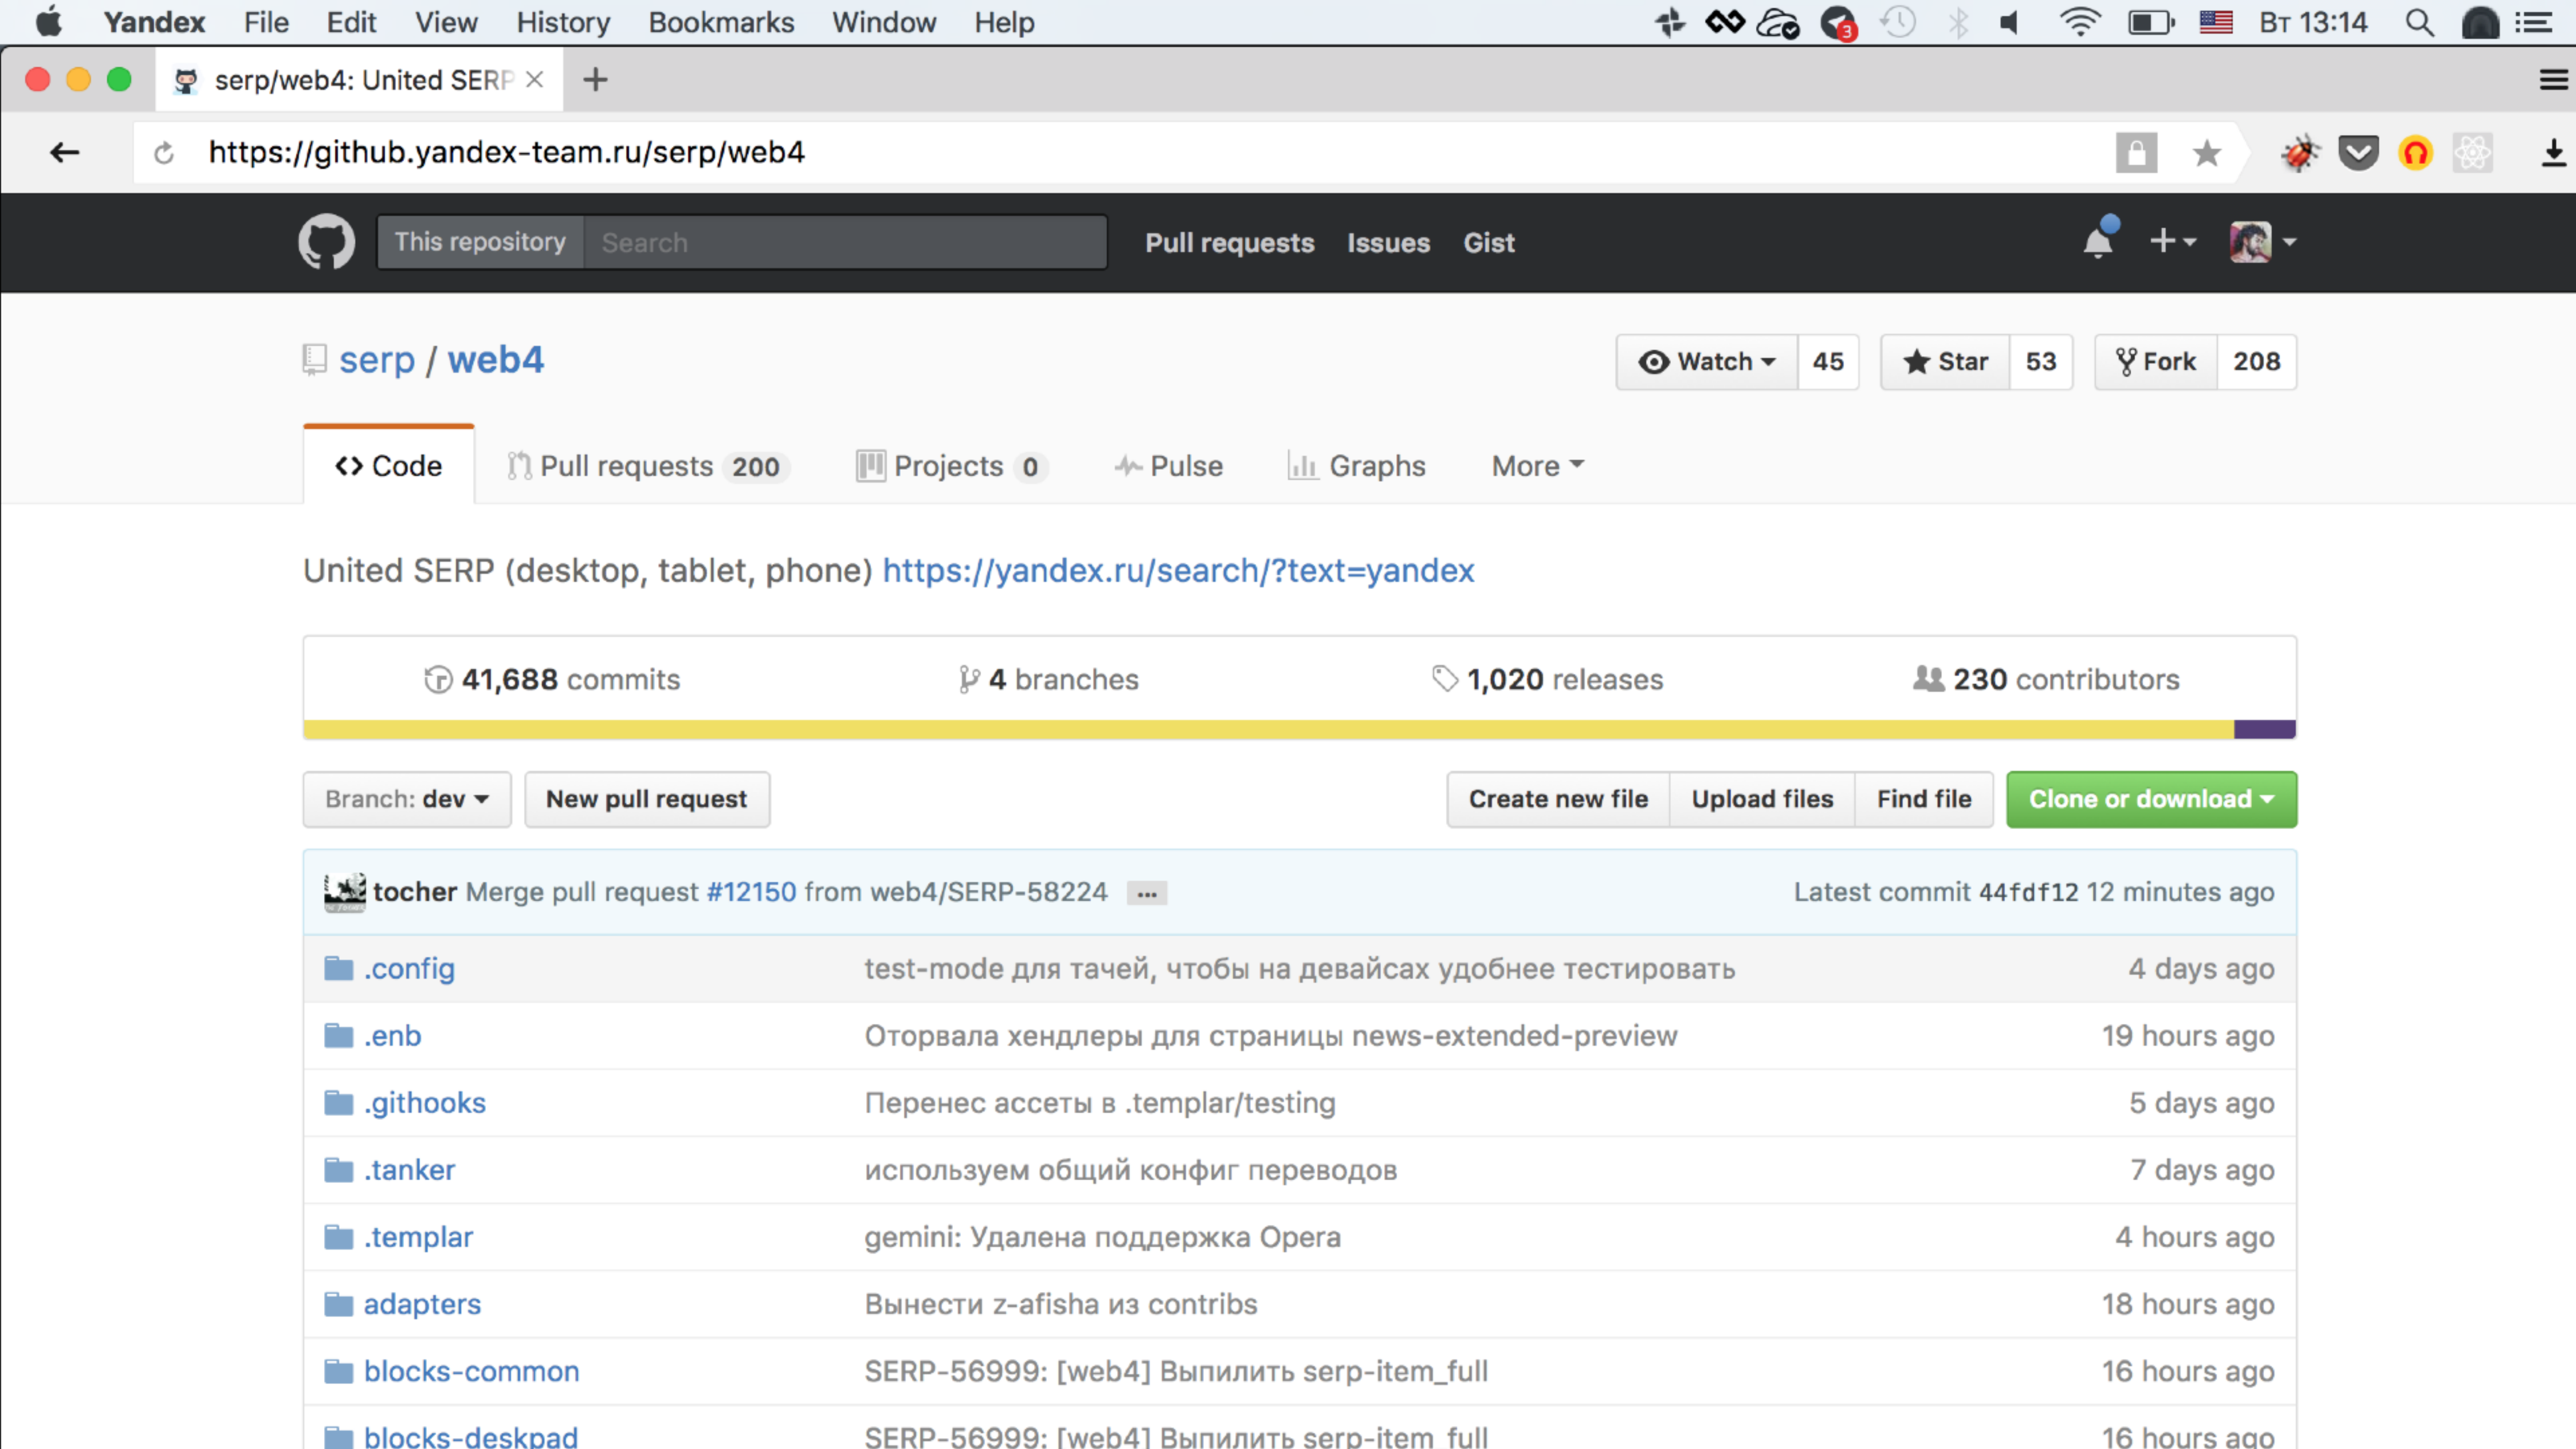 Yandex File Edit View History Bookmarks Window Help 3 Вт 13:14
serp/web4: United SERP
https://github.yandex-team.ru/serp/web4
This repository Search Pull requests Issues Gist
serp / web4 Watch 45 Star 53 Fork 208
Code Pull requests 200 Projects 0 Pulse Graphs More
United SERP (desktop, tablet, phone) https://yandex.ru/search/?text=yandex
41,688 commits 4 branches 1,020 releases 230 contributors
Branch: dev New pull request Create new file Upload files Find file Clone or download
tocher Merge pull request #12150 from web4/SERP-58224 ... Latest commit 44fdf12 12 minutes ago
.config test-mode для тачей, чтобы на девайсах удобнее тестировать 4 days ago
.enb Оторвала хендлеры для страницы news-extended-preview 19 hours ago
.githooks Перенес ассеты в .templar/testing 5 days ago
.tanker используем общий конфиг переводов 7 days ago
.templar gemini: Удалена поддержка Opera 4 hours ago
adapters Вынести z-afisha из contribs 18 hours ago
blocks-common SERP-56999: [web4] Выпилить serp-item_full 16 hours ago
blocks-deskpad SERP-56999: [web4] Выпилить serp-item_full 16 hours ago